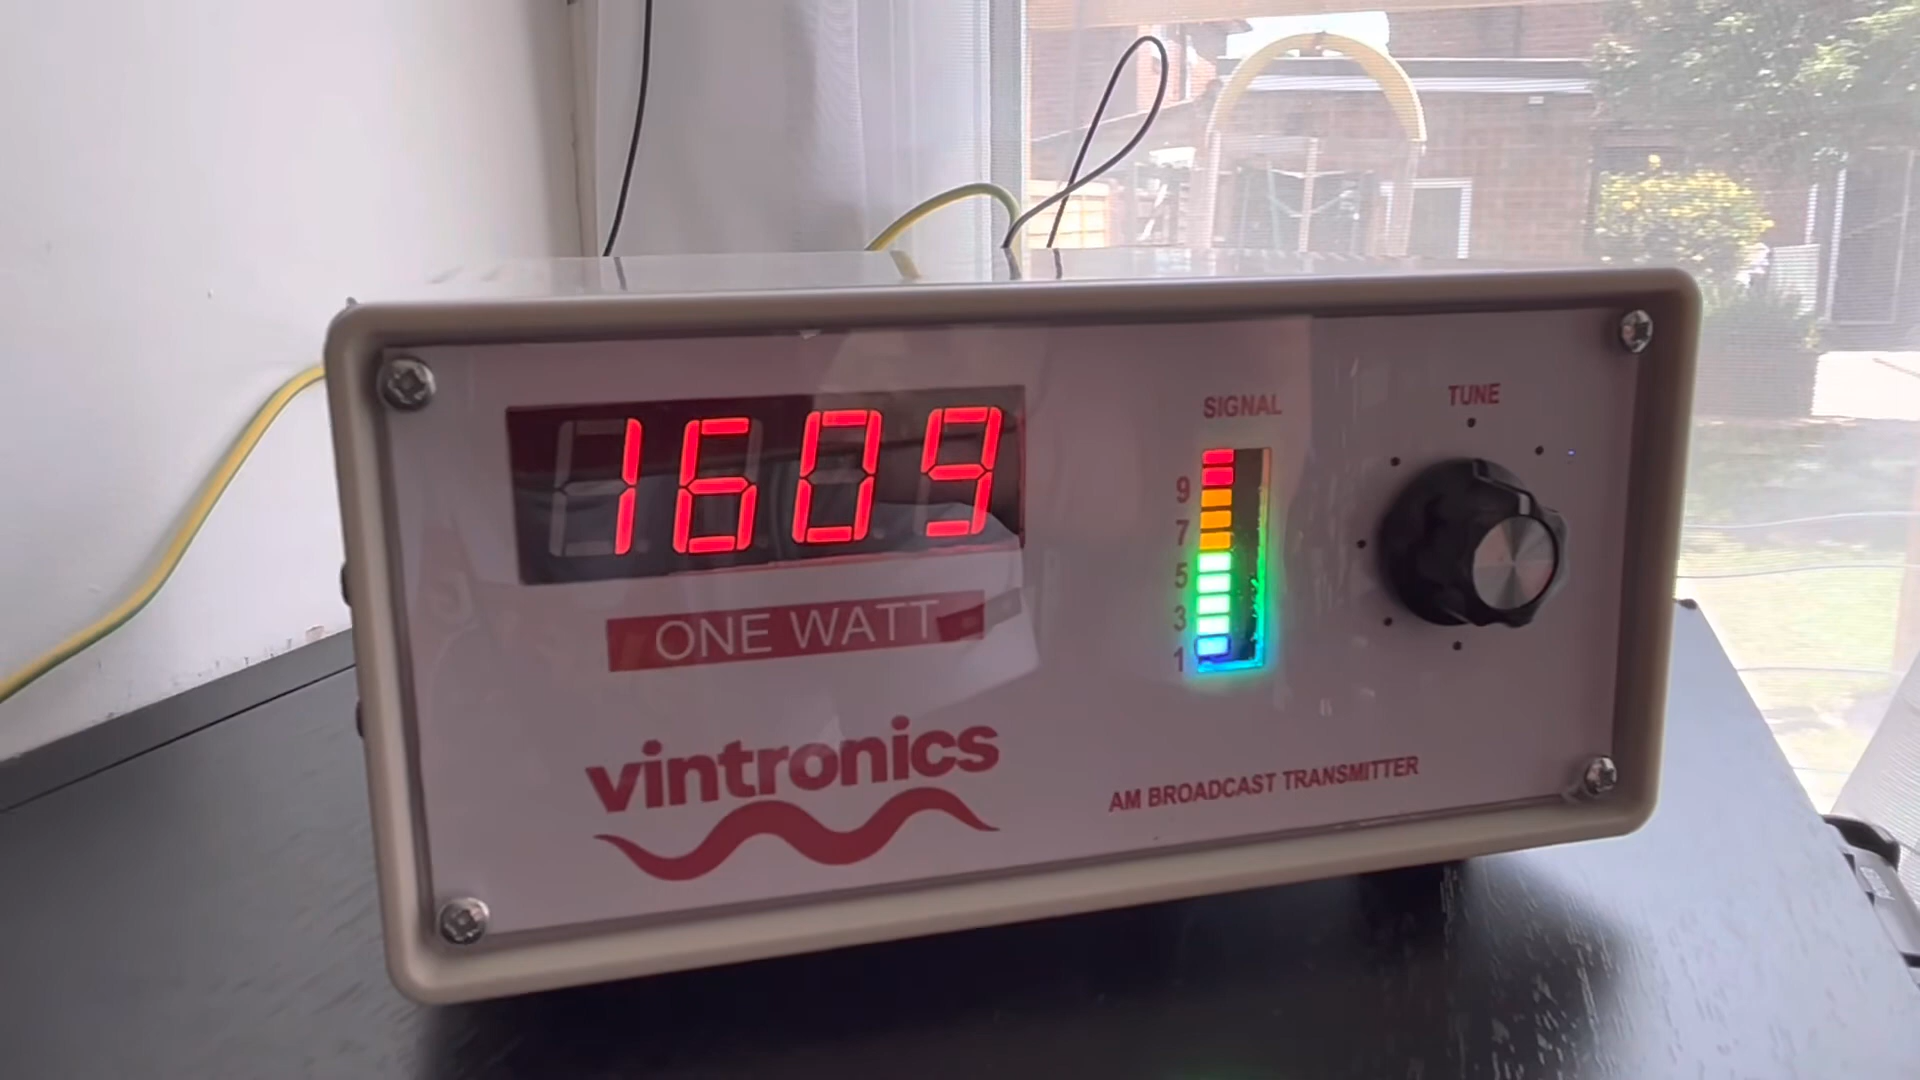 1609
ONE WATT
vintronics
SIGNAL
9
7
5
3
1
TUNE
AM BROADCAST TRANSMITTER